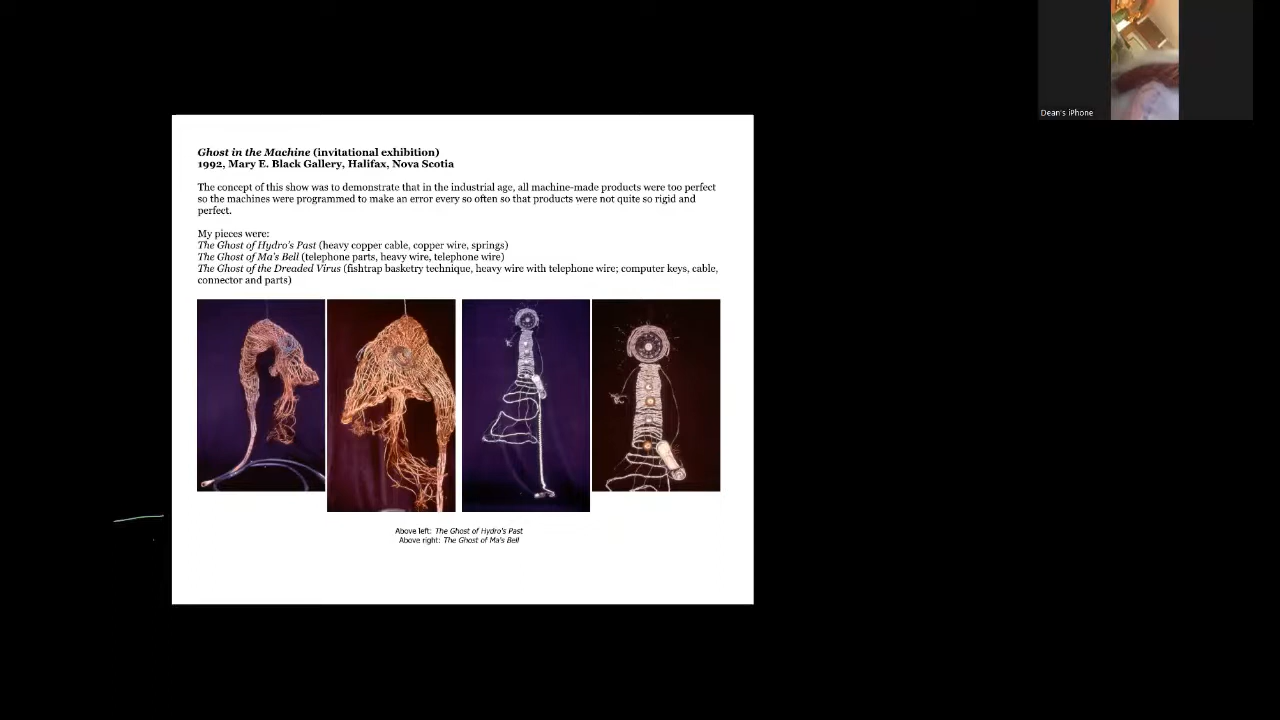 Dean's iPhone
Ghost in the Machine (invitational exhibition)
1992, Mary E. Black Gallery, Halifax, Nova Scotia
The concept of this show was to demonstrate that in the industrial age, all machine-made products were too perfect
so the machines were programmed to make an error every so often so that products were not quite so rigid and
perfect.
My pieces were:
The Ghost of Hydro's Past (heavy copper cable, copper wire, springs)
The Ghost of Ma's Bell (telephone parts, heavy wire, telephone wire)
The Ghost of the Dreaded Virus (fishtrap basketry technique, heavy wire with telephone wire; computer keys, cable,
connector and parts)
Above left: The Ghost of Hydro's Past
Above right: The Ghost of Ma's Bell